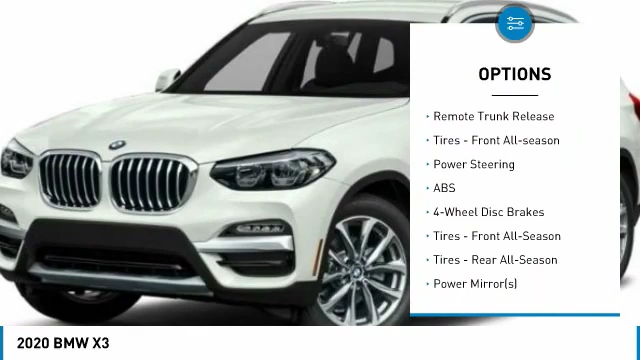 OPTIONS
• Remote Trunk Release
• Tires - Front All-season
• Power Steering
• ABS
• 4-Wheel Disc Brakes
• Tires - Front All-Season
• Tires - Rear All-Season
• Power Mirror(s)
2020 BMW X3